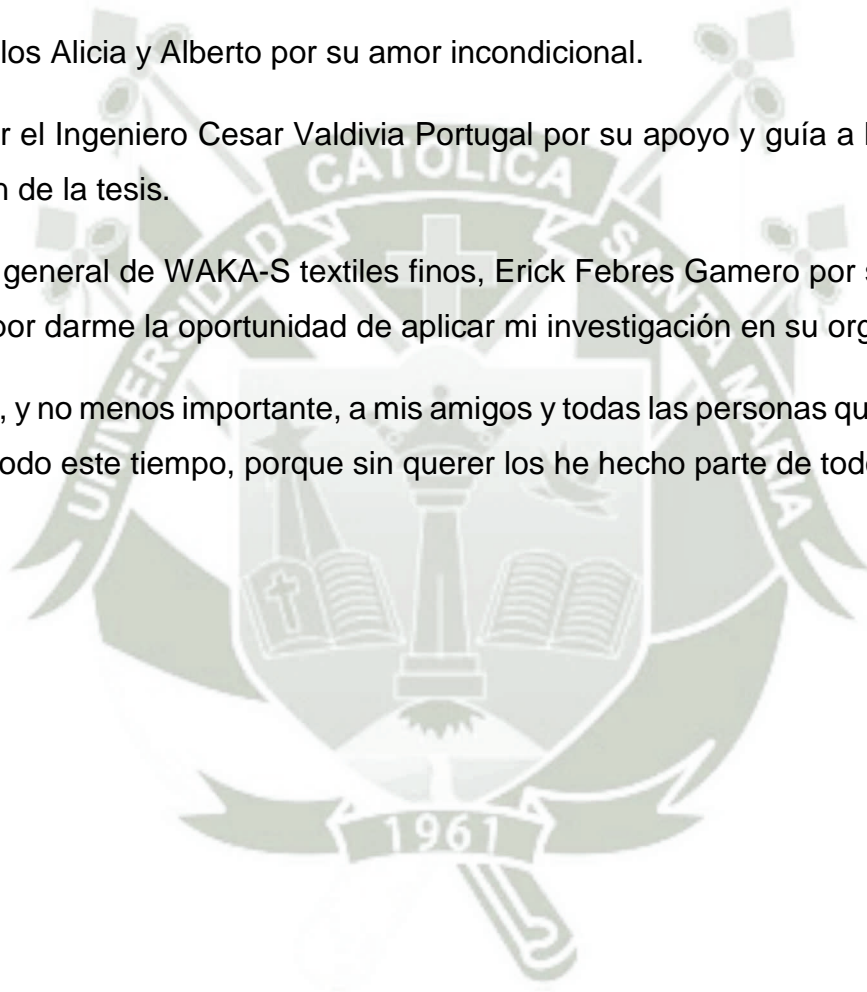 los Alicia y Alberto por su amor incondicional.
r el Ingeniero Cesar Valdivia Portugal por su apoyo y guía a
n de la tesis.
general de WAKA-S textiles finos, Erick Febres Gamero por
por darme la oportunidad de aplicar mi investigación en su org
, y no menos importante, a mis amigos y todas las personas qu
odo este tiempo, porque sin querer los he hecho parte de tod
UNIVERSIDAD CATOLICA SANTA MARIA
1961